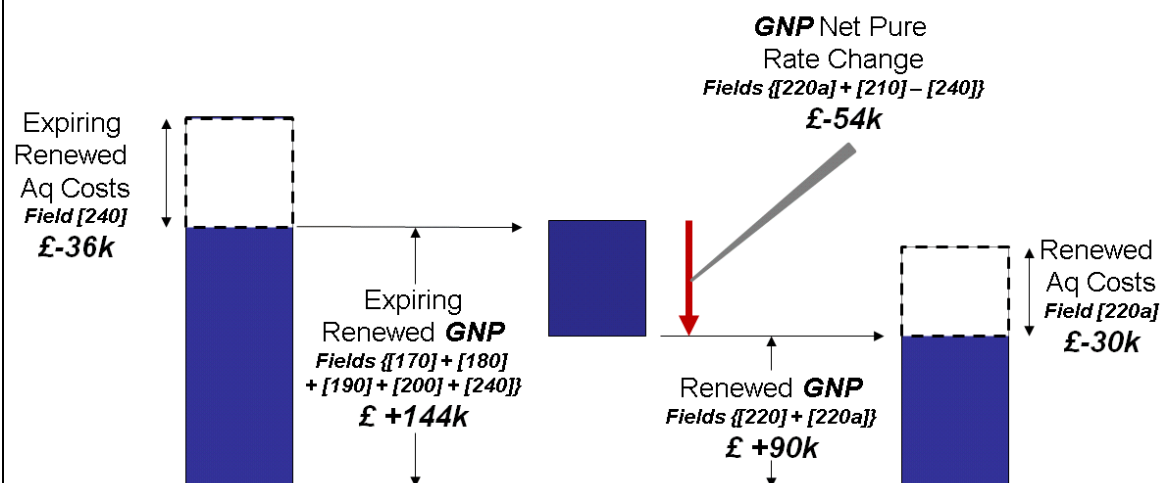 GNP Net Pure
Rate Change
Fields {[220a] + [210] – [240]}
£-54k
Expiring
Renewed
Aq Costs
Field [240]
£-36k
Expiring
Renewed GNP
Fields {[170] + [180]
+ [190] + [200] + [240]}
£ +144k
Renewed GNP
Fields {[220] + [220a]}
£ +90k
Renewed
Aq Costs
Field [220a]
£-30k